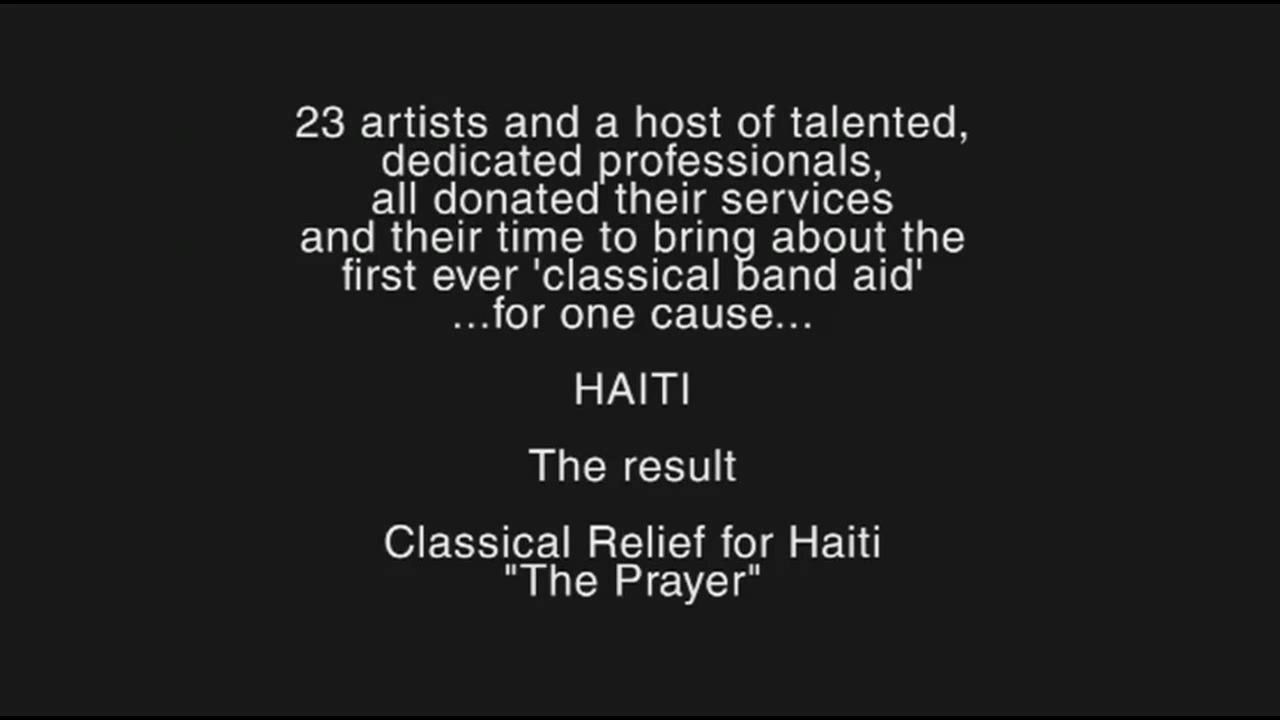 23 artists and a host of talented,
dedicated professionals,
all donated their services
and their time to bring about the
first ever 'classical band aid'
...for one cause...
HAITI
The result
Classical Relief for Haiti
"The Prayer"